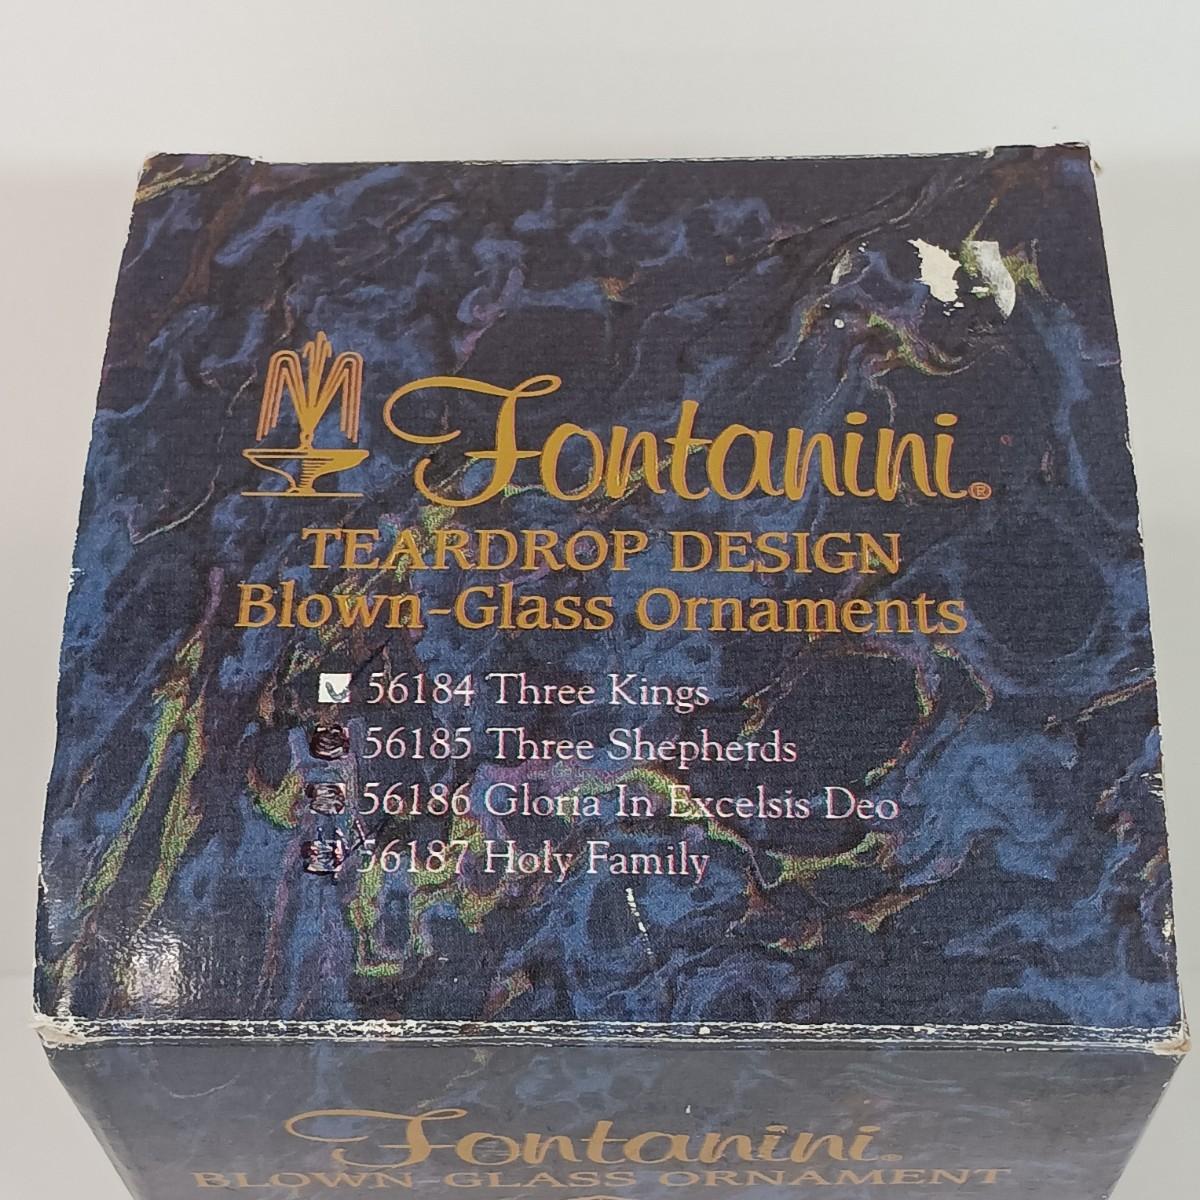 Fontanini®
TEARDROP DESIGN
Blown-Glass Ornaments
56184 Three Kings
56185 Three Shepherds
56186 Gloria In Excelsis Deo
56187 Holy Family
Fontanini®
BLOWN-GLASS ORNAMENT